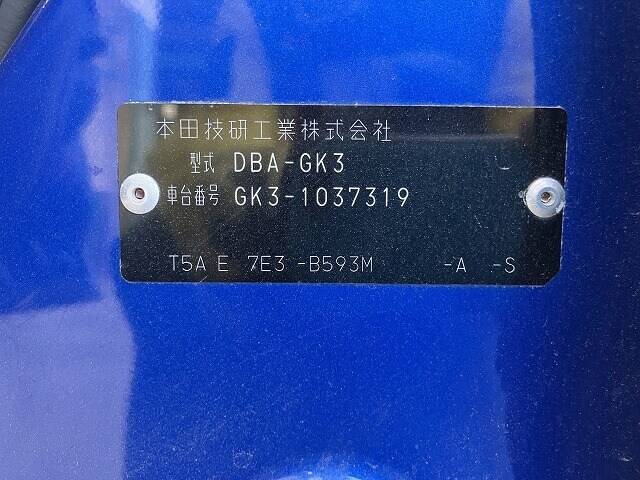 本田技研工業株式会社
型式 DBA-GK3 -
車台番号 GK3-1037319
T5A E 7E3 -B593M -A -S